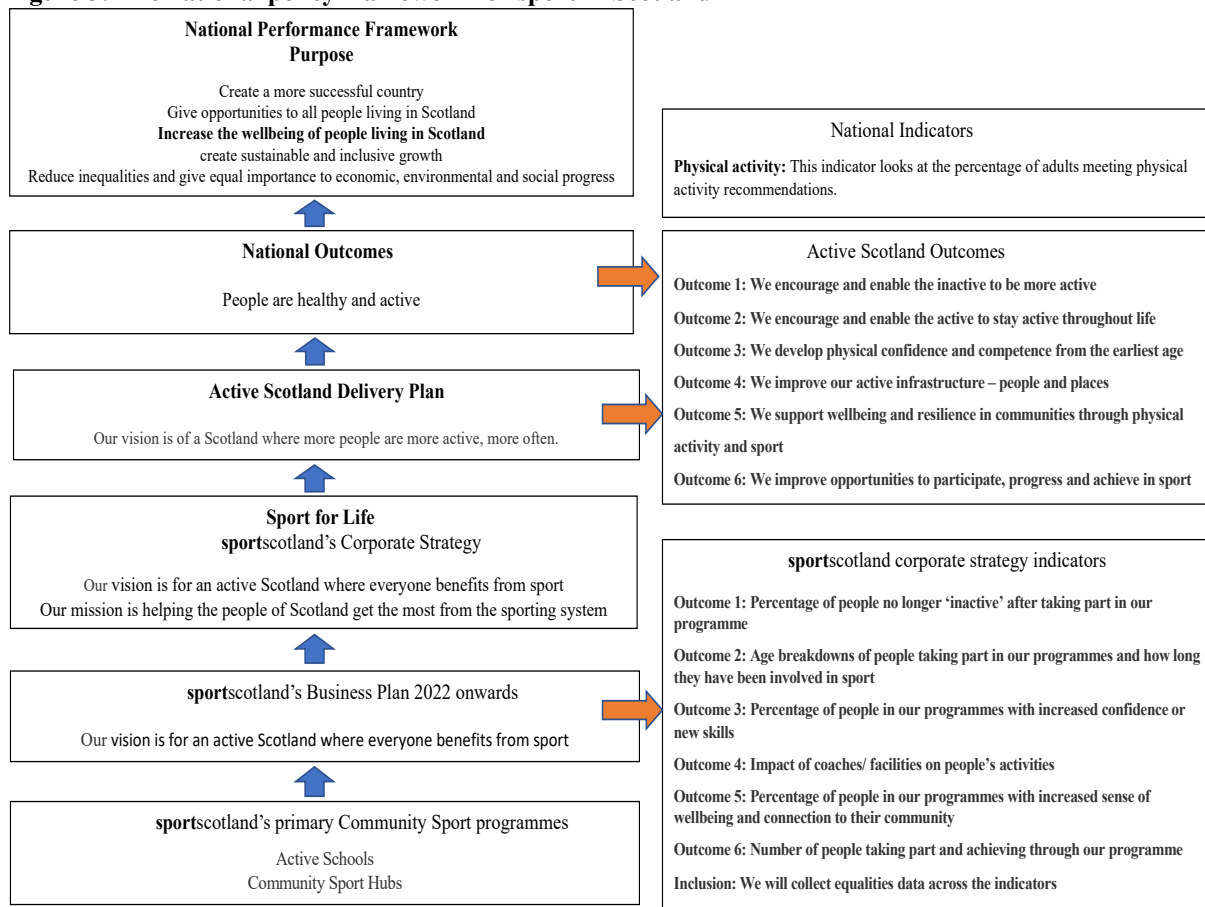 Figure The national policy framework for sport in Scotland
National Performance Framework
Purpose
Create a more successful country
Give opportunities to all people living in Scotland
Increase the wellbeing of people living in Scotland
create sustainable and inclusive growth
Reduce inequalities and give equal importance to economic, environmental and social progress
National Outcomes
People are healthy and active
Active Scotland Delivery Plan
Our vision is of a Scotland where more people are more active, more often.
Sport for Life
sportscotland's Corporate Strategy
Our vision is for an active Scotland where everyone benefits from sport
Our mission is helping the people of Scotland get the most from the sporting system
sportscotland's Business Plan 2022 onwards
Our vision is for an active Scotland where everyone benefits from sport
sportscotland's primary Community Sport programmes
Active Schools
Community Sport Hubs
National Indicators
Physical activity: This indicator looks at the percentage of adults meeting physical
activity recommendations.
Active Scotland Outcomes
Outcome 1: We encourage and enable the inactive to be more active
Outcome 2: We encourage and enable the active to stay active throughout life
Outcome 3: We develop physical confidence and competence from the earliest age
Outcome 4: We improve our active infrastructure – people and places
Outcome 5: We support wellbeing and resilience in communities through physical
activity and sport
Outcome 6: We improve opportunities to participate, progress and achieve in sport
sportscotland corporate strategy indicators
Outcome 1: Percentage of people no longer ‘inactive’ after taking part in our
programme
Outcome 2: Age breakdowns of people taking part in our programmes and how long
they have been involved in sport
Outcome 3: Percentage of people in our programmes with increased confidence or
new skills
Outcome 4: Impact of coaches/ facilities on people's activities
Outcome 5: Percentage of people in our programmes with increased sense of
wellbeing and connection to their community
Outcome 6: Number of people taking part and achieving through our programme
Inclusion: We will collect equalities data across the indicators